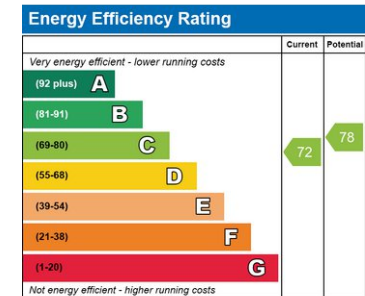 Energy Efficiency Rating
Current Potential
Very energy efficient - lower running costs
(92 plus) A
(81-91) B
(69-80) C
72 78
(55-68) D
(39-54) E
(21-38) F
(1-20) G
Not energy efficient - higher running costs